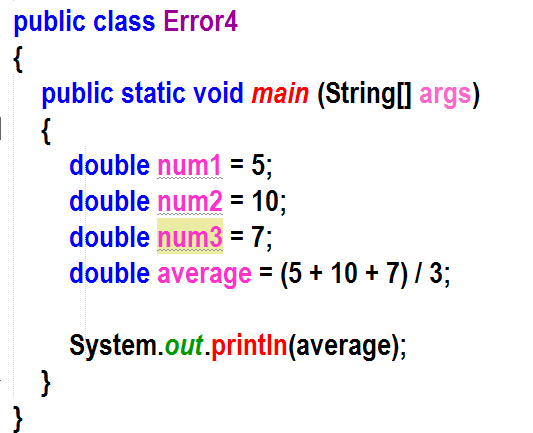 public class Error4
{
public static void main (String[] args)
{
double num1 = 5;
double num2 = 10;
double num3 = 7;
double average = (5 + 10 + 7) / 3;
System.out.println(average);
}
}